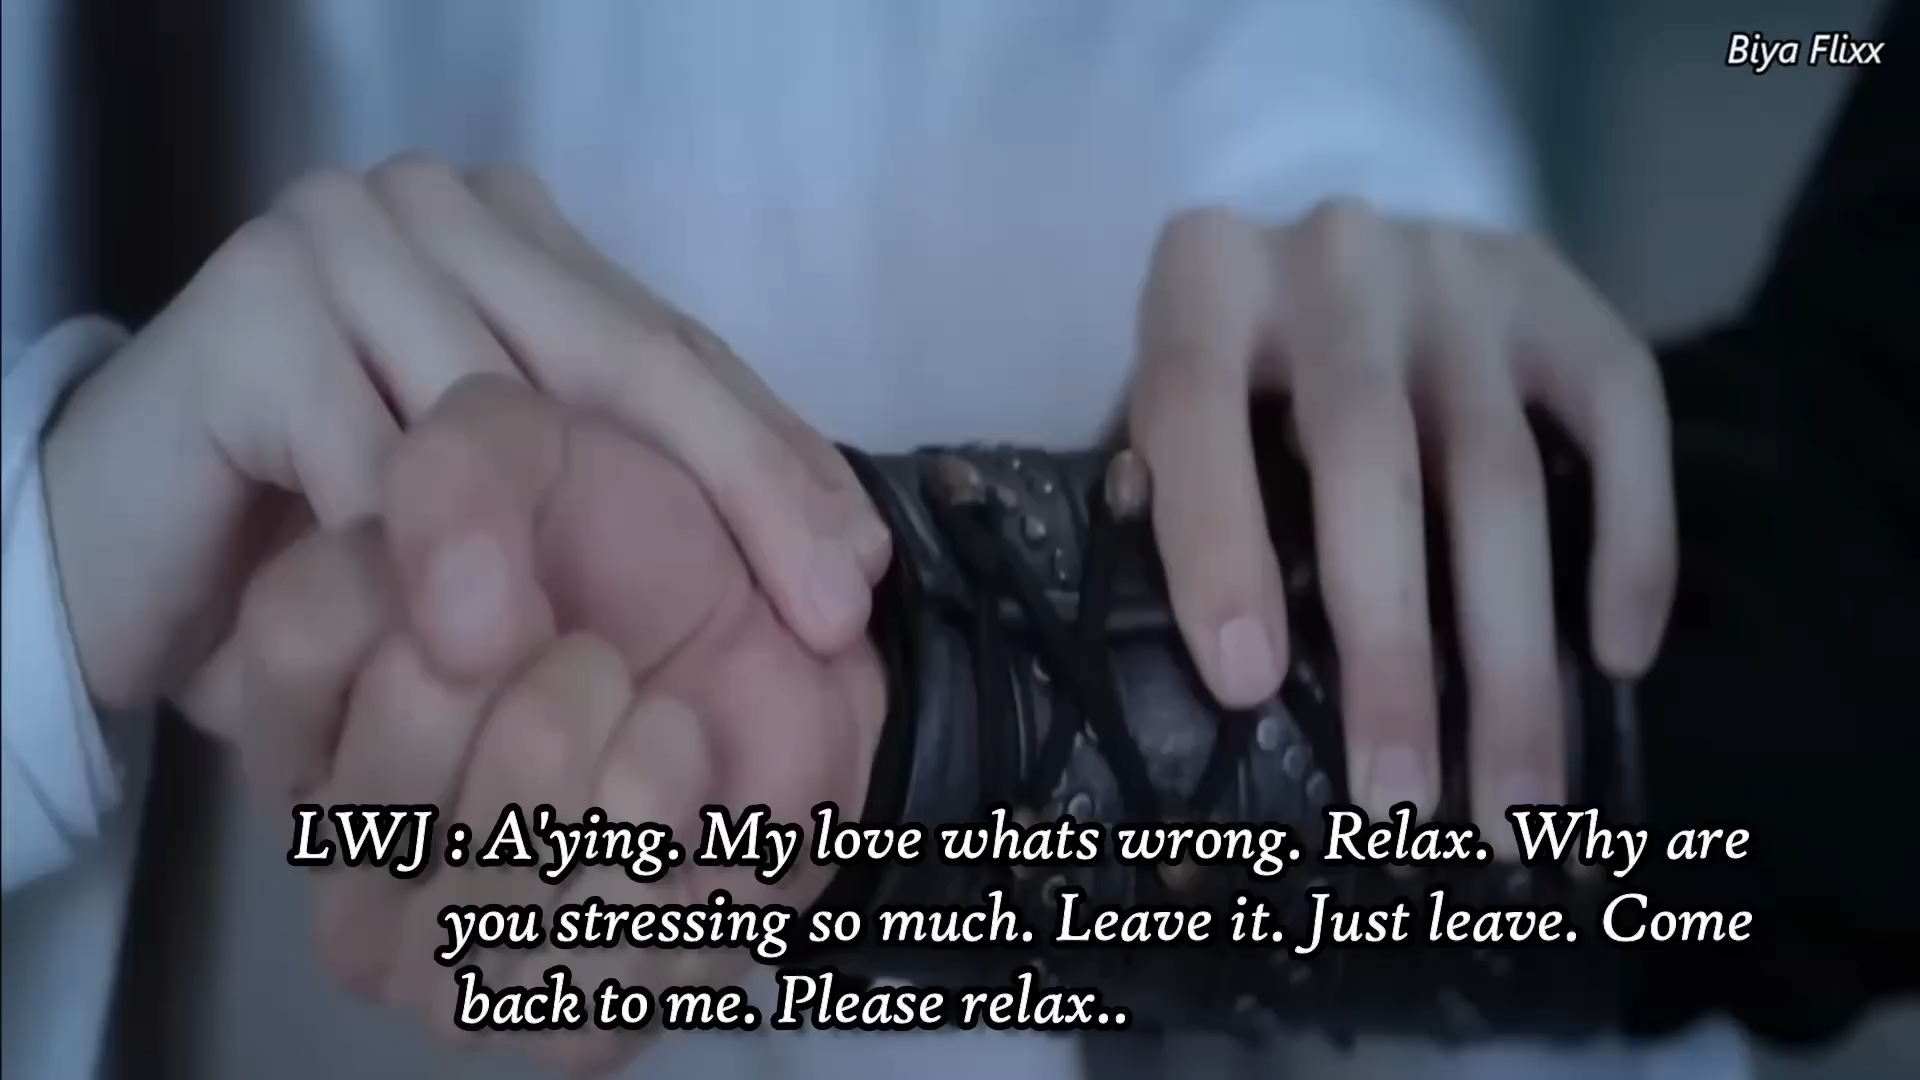 Biya Flixx
LWJ : A'ying. My love whats wrong. Relax. Why are
you stressing so much. Leave it. Just leave. Come
back to me. Please relax..